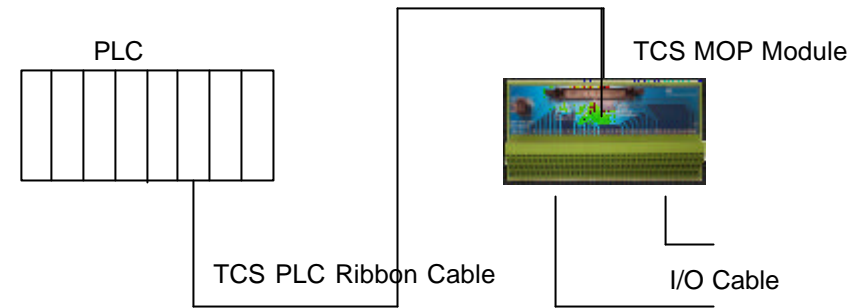 PLC
TCS MOP Module
TCS PLC Ribbon Cable
I/O Cable